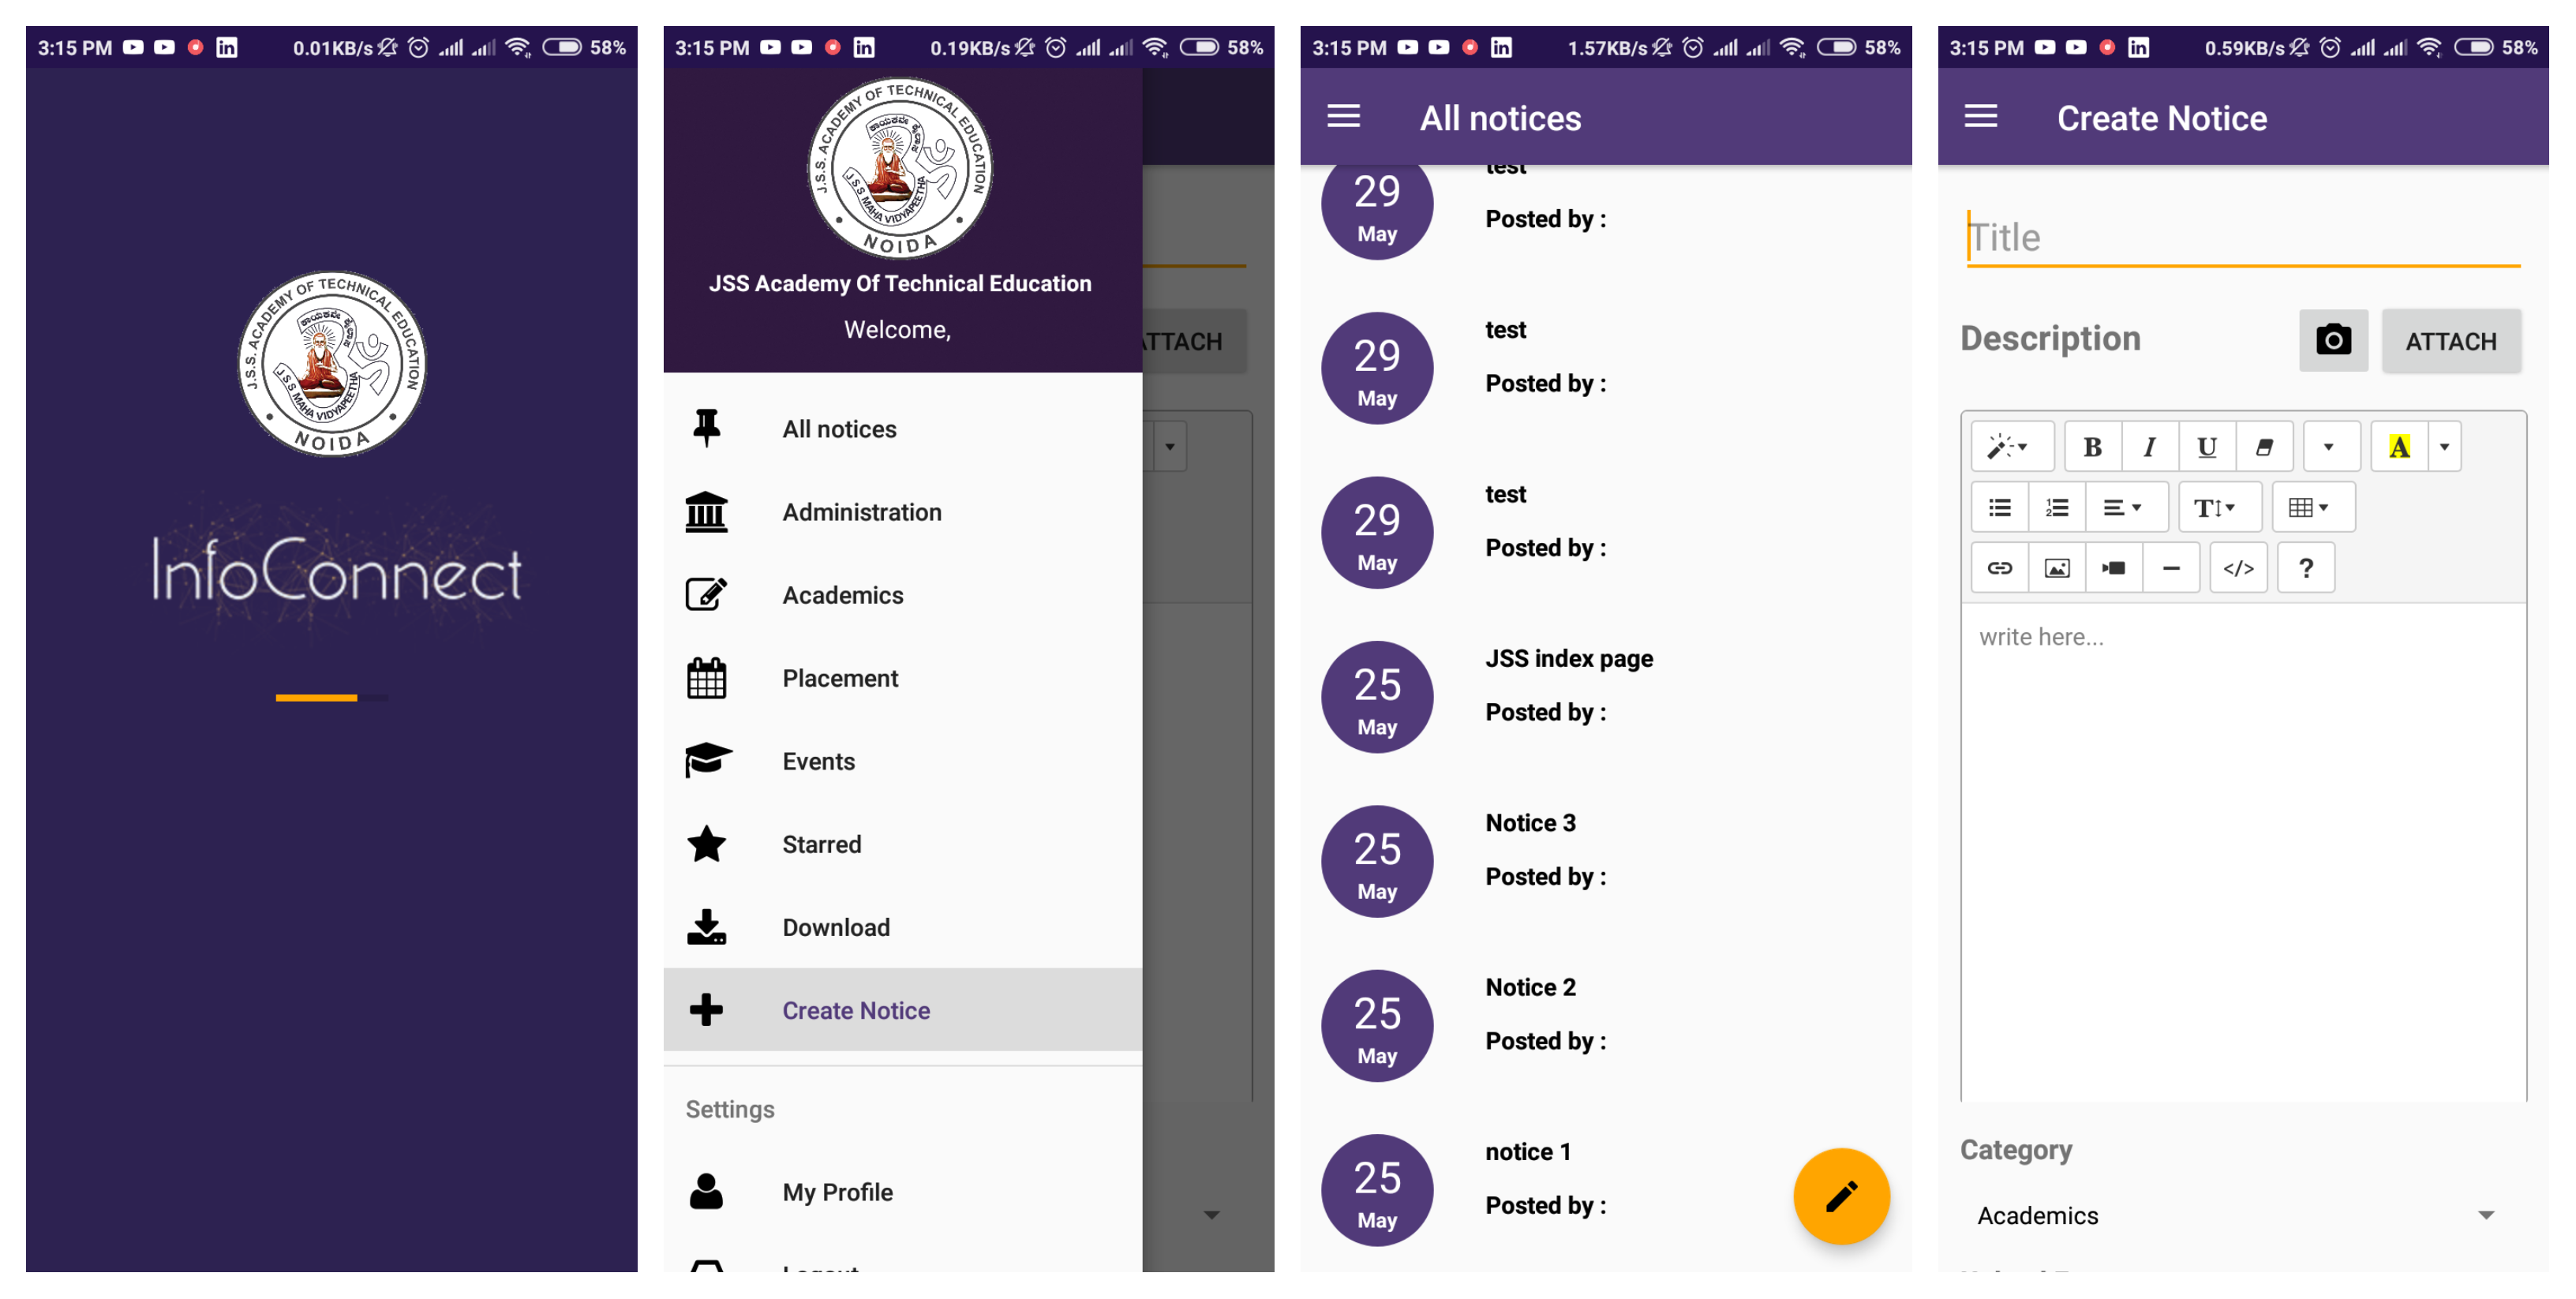 3:15 PM
0.01KB/s
58%
J.S.S. ACADEMY OF TECHNICAL EDUCATION
JSS MAHA VIDYAPEETHA
NOIDA
InfoConnect
3:15 PM
0.19KB/s
58%
J.S.S. ACADEMY OF TECHNICAL EDUCATION
JSS MAHA VIDYAPEETHA
NOIDA
JSS Academy Of Technical Education
Welcome,
ATTACH
All notices
Administration
Academics
Placement
Events
Starred
Download
Create Notice
Settings
My Profile
Logout
3:15 PM
1.57KB/s
58%
All notices
test
29
May
Posted by :
test
29
May
Posted by :
test
29
May
Posted by :
JSS index page
25
May
Posted by :
Notice 3
25
May
Posted by :
Notice 2
25
May
Posted by :
notice 1
25
May
Posted by :
3:15 PM
0.59KB/s
58%
Create Notice
Title
Description
ATTACH
B I U A
T
</> ?
write here...
Category
Academics